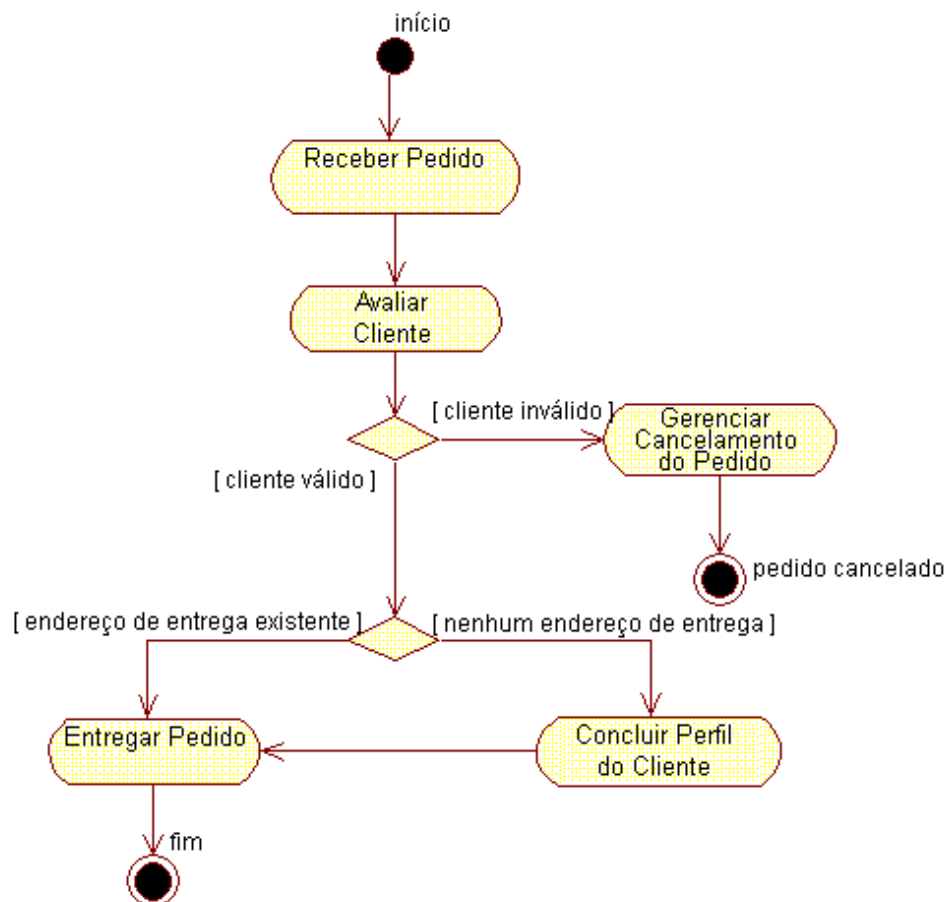 início
Receber Pedido
Avaliar
Cliente
[ cliente inválido ]
Gerenciar
Cancelamento
do Pedido
[ cliente válido ]
pedido cancelado
[ endereço de entrega existente ]
[ nenhum endereço de entrega ]
Entregar Pedido
Concluir Perfil
do Cliente
fim